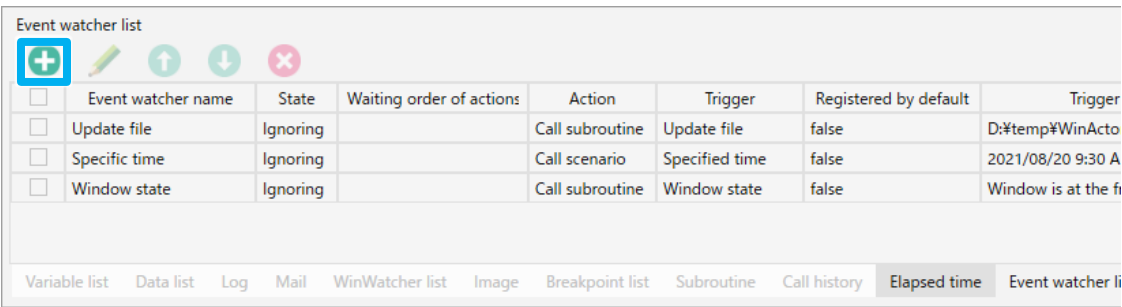 Event watcher list
Event watcher name State Waiting order of actions Action Trigger Registered by default Trigger
Update file Ignoring Call subroutine Update file false D:¥temp¥WinActo
Specific time Ignoring Call scenario Specified time false 2021/08/20 9:30 A
Window state Ignoring Call subroutine Window state false Window is at the f
Variable list Data list Log Mail WinWatcher list Image Breakpoint list Subroutine Call history Elapsed time Event watcher li